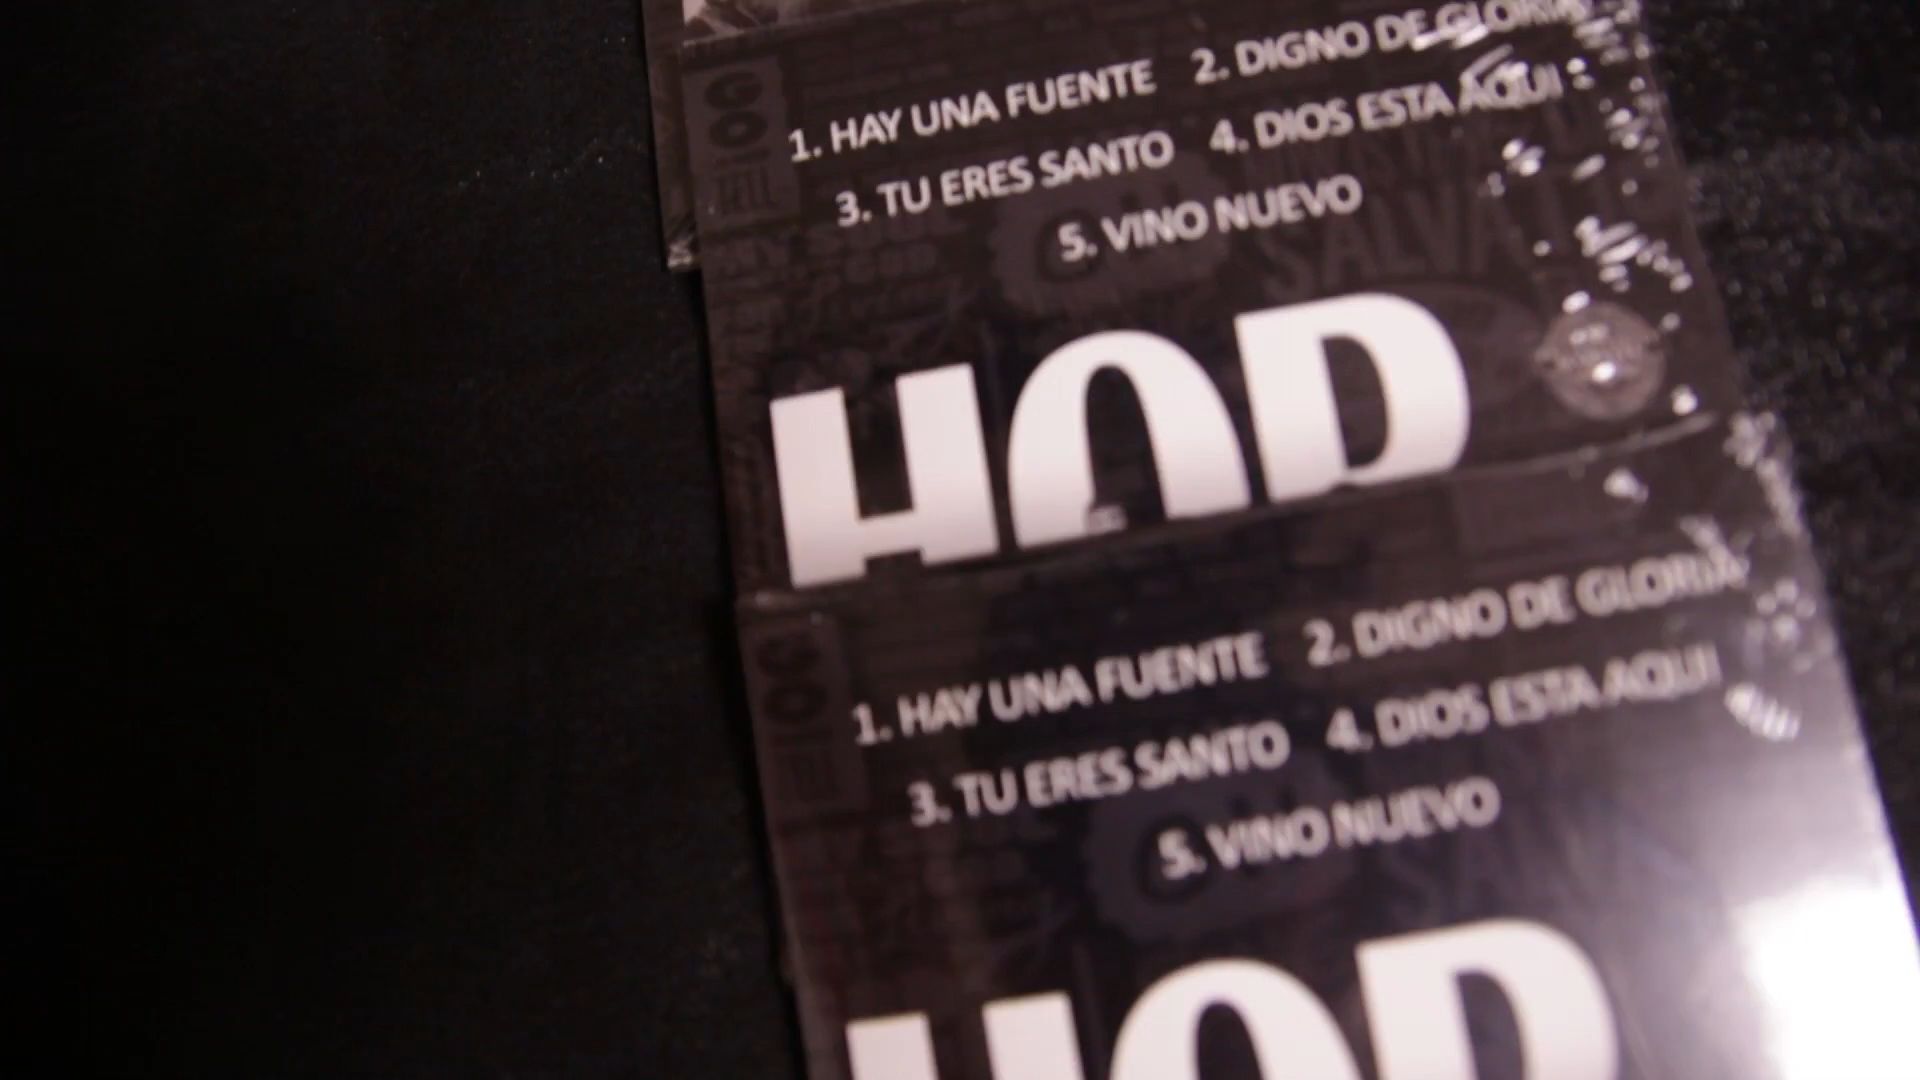 1. HAY UNA FUENTE 2. DIGNO DE GLORIA
3. TU ERES SANTO 4. DIOS ESTA AQUI
5. VINO NUEVO
SALVA
HOP
1. HAY UNA FUENTE 2. DIGNO DE GLORIA
3. TU ERES SANTO 4. DIOS ESTA AQUI
5. VINO NUEVO
HOP